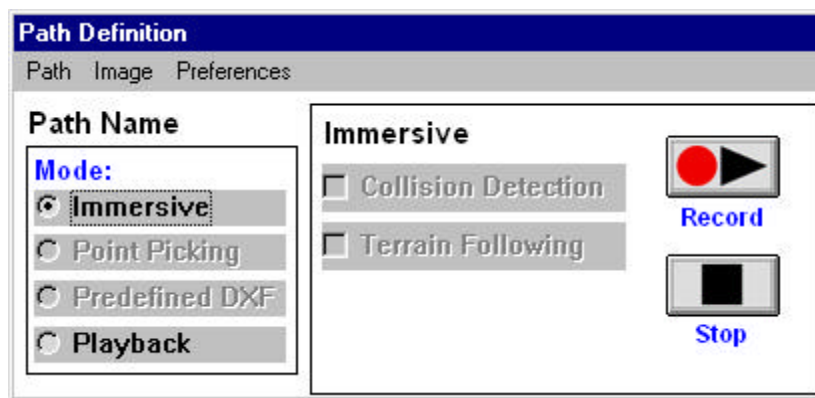 Path Definition
Path Image Preferences
Path Name
Mode:
Immersive
Point Picking
Predefined DXF
Playback
Immersive
Collision Detection
Terrain Following
Record
Stop